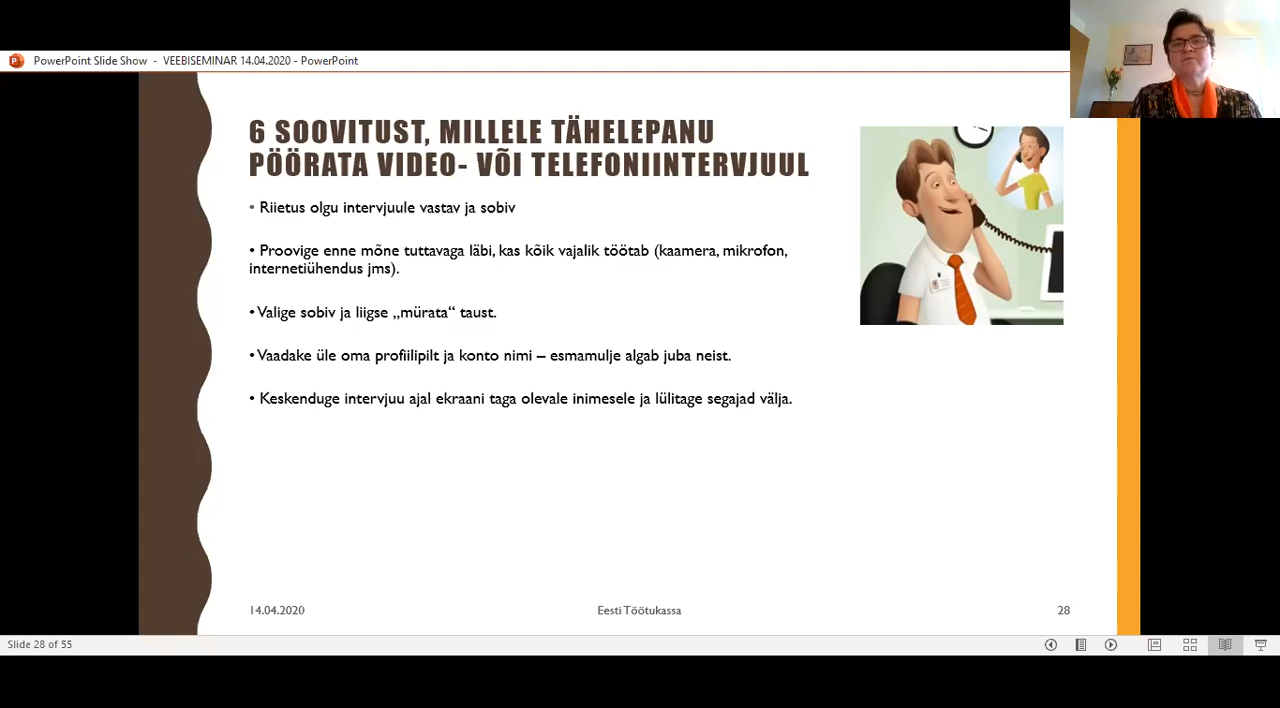 PowerPoint Slide Show - VEEBISEMINAR 14.04.2020 - PowerPoint
6 SOOVITUST, MILLELE TÄHELEPANU
PÖÖRATA VIDEO- VÕI TELEFONIINTERVJUUL
• Riietus olgu intervjuule vastav ja sobiv
• Proovige enne mõne tuttavaga läbi, kas kõik vajalik töötab (kaamera, mikrofon,
internetiühendus jms).
• Valige sobiv ja liigse „mürata“ taust.
• Vaadake üle oma profiilipilt ja konto nimi – esmamulje algab juba neist.
• Keskenduge intervjuu ajal ekraani taga olevale inimesele ja lülitage segajad välja.
14.04.2020
Eesti Töötukassa
28
Slide 28 of 55